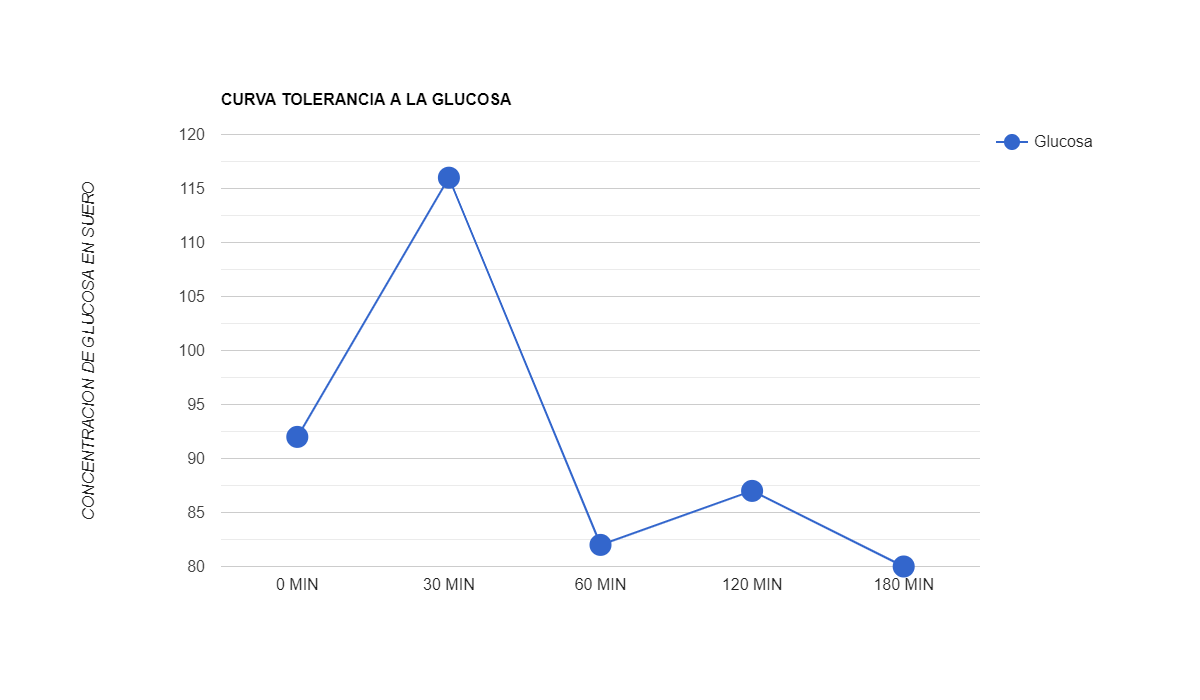 CURVA TOLERANCIA A LA GLUCOSA
Glucosa
CONCENTRACION DE GLUCOSA EN SUERO
120
115
110
105
100
95
90
85
80
0 MIN
30 MIN
60 MIN
120 MIN
180 MIN